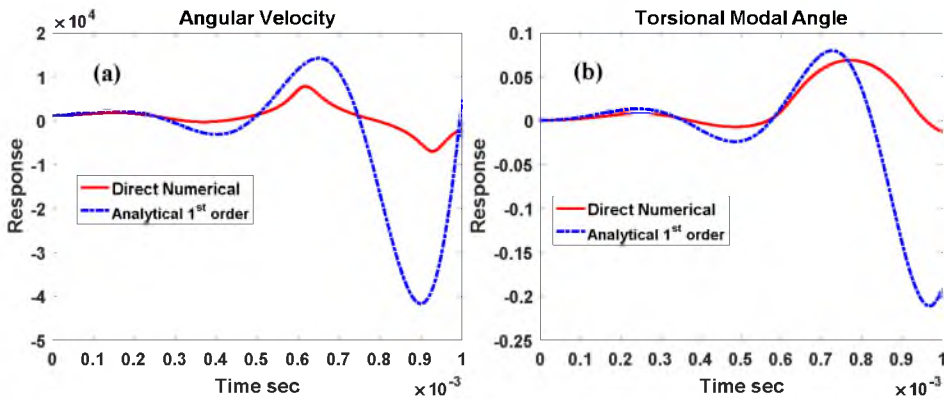 ×10⁴
Angular Velocity
(a)
2
1
0
-1
-2
-3
-4
-5
Response
Direct Numerical
Analytical 1st order
0 0.1 0.2 0.3 0.4 0.5 0.6 0.7 0.8 0.9 1
Time sec
×10⁻³
Torsional Modal Angle
(b)
0.1
0.05
0
-0.05
-0.1
-0.15
-0.2
-0.25
Response
Direct Numerical
Analytical 1st order
0 0.1 0.2 0.3 0.4 0.5 0.6 0.7 0.8 0.9 1
Time sec
×10⁻³